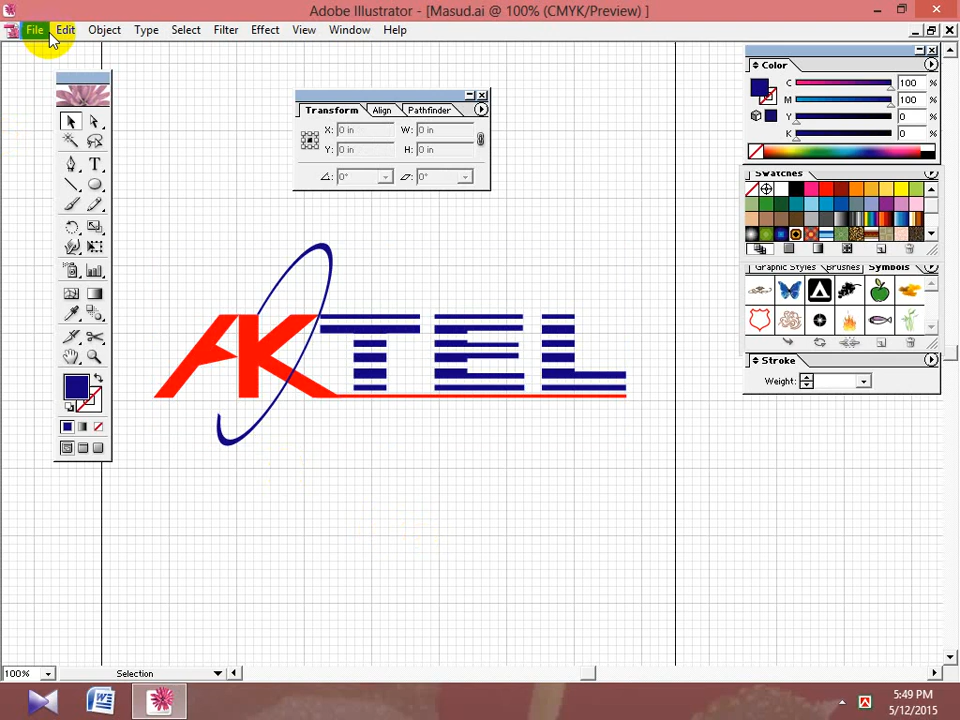 Adobe Illustrator - [Masud.ai @ 100% (CMYK/Preview) ]
File Edit Object Type Select Filter Effect View Window Help
Transform Align Pathfinder
X: 0 in W: 0 in
Y: 0 in H: 0 in
0° 0°
Color
C 100 %
M 100 %
Y 0 %
K 0 %
Swatches
Graphic Styles Brushes Symbols
Stroke
Weight:
AKTEL
100% Selection
5:49 PM
5/12/2015